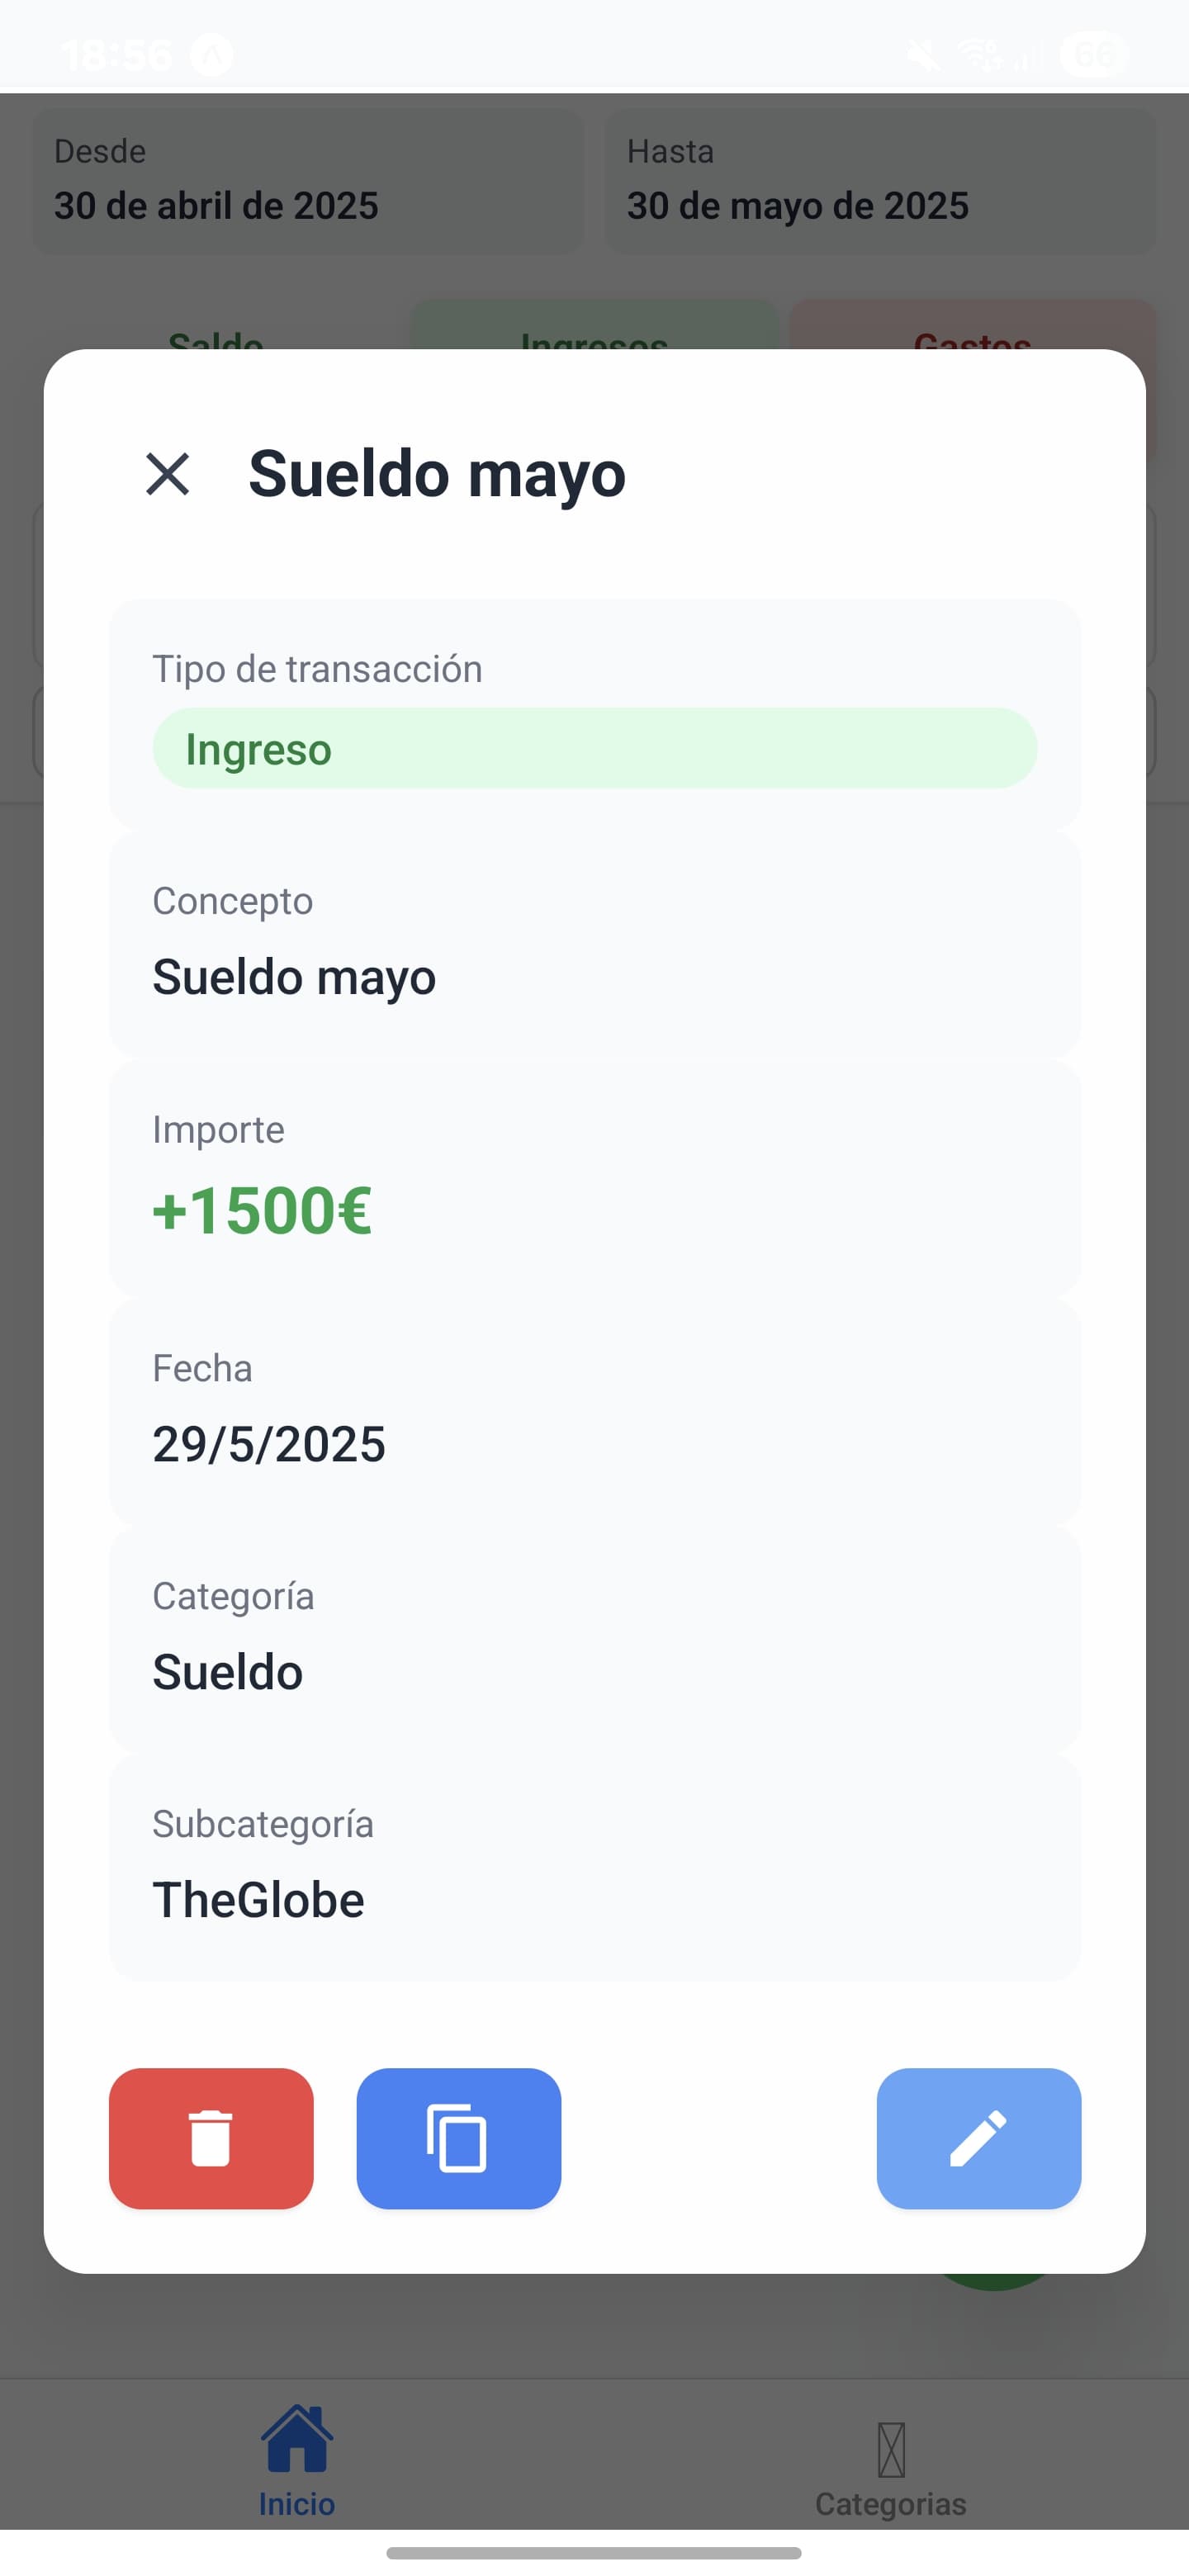 18:56
66
Desde
30 de abril de 2025
Hasta
30 de mayo de 2025
Saldo
Ingresos
Gastos
Sueldo mayo
Tipo de transacción
Ingreso
Concepto
Sueldo mayo
Importe
+1500€
Fecha
29/5/2025
Categoría
Sueldo
Subcategoría
TheGlobe
Inicio
Categorias